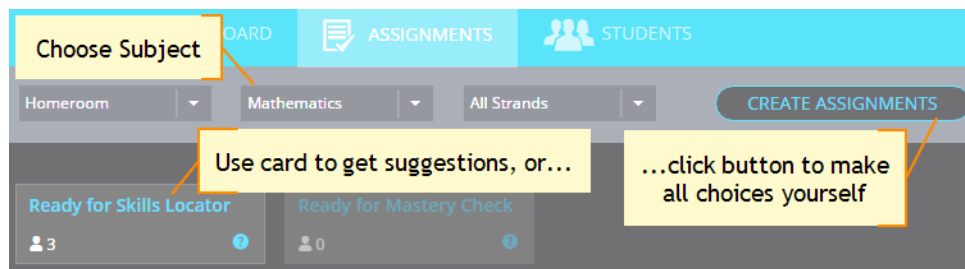 Choose Subject
OARD
ASSIGNMENTS
STUDENTS
Homeroom
Mathematics
All Strands
CREATE ASSIGNMENTS
Use card to get suggestions, or...
...click button to make
all choices yourself
Ready for Skills Locator
3
?
Ready for Mastery Check
0
?